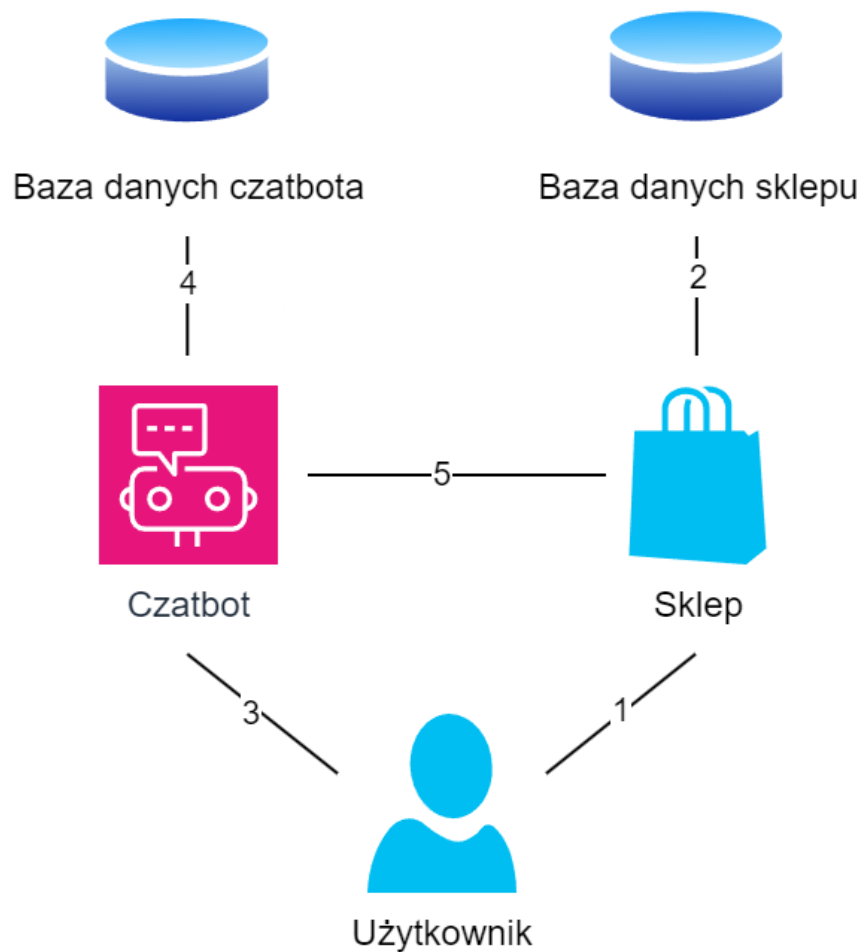 Baza danych czatbota
Baza danych sklepu
4
2
5
Czatbot
Sklep
3
1
Użytkownik